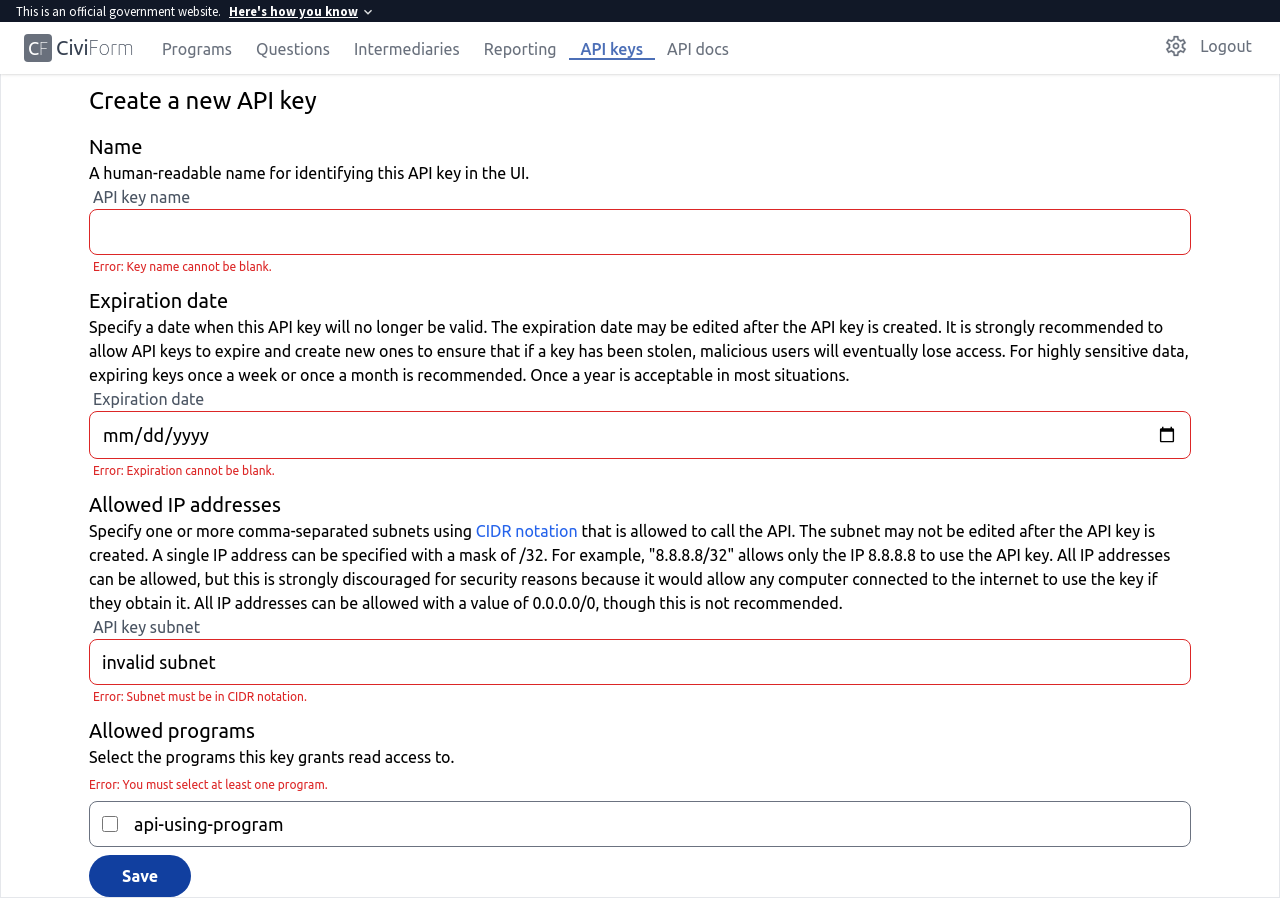 This is an official government website. Here's how you know
CF CiviForm Programs Questions Intermediaries Reporting API keys API docs Logout
Create a new API key
Name
A human-readable name for identifying this API key in the UI.
API key name
Error: Key name cannot be blank.
Expiration date
Specify a date when this API key will no longer be valid. The expiration date may be edited after the API key is created. It is strongly recommended to
allow API keys to expire and create new ones to ensure that if a key has been stolen, malicious users will eventually lose access. For highly sensitive data,
expiring keys once a week or once a month is recommended. Once a year is acceptable in most situations.
Expiration date
mm/dd/yyyy
Error: Expiration cannot be blank.
Allowed IP addresses
Specify one or more comma-separated subnets using CIDR notation that is allowed to call the API. The subnet may not be edited after the API key is
created. A single IP address can be specified with a mask of /32. For example, "8.8.8.8/32" allows only the IP 8.8.8.8 to use the API key. All IP addresses
can be allowed, but this is strongly discouraged for security reasons because it would allow any computer connected to the internet to use the key if
they obtain it. All IP addresses can be allowed with a value of 0.0.0.0/0, though this is not recommended.
API key subnet
invalid subnet
Error: Subnet must be in CIDR notation.
Allowed programs
Select the programs this key grants read access to.
Error: You must select at least one program.
api-using-program
Save